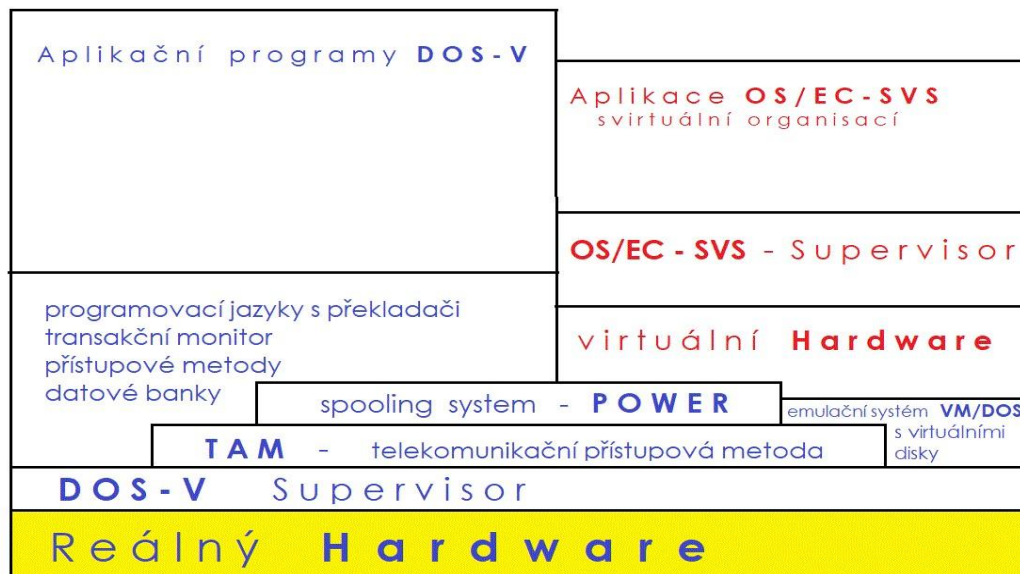 Aplikační programy DOS-V
Aplikace OS/EC-SVS
svirtuální organisací
OS/EC - SVS - Supervisor
programovací jazyky s překladači
transakční monitor
přístupové metody
datové banky
virtuální Hardware
spooling system - POWER
emulační systém VM/DOS
s virtuálními
disky
TAM - telekomunikační přístupová metoda
DOS-V Supervisor
Reálný Hardware